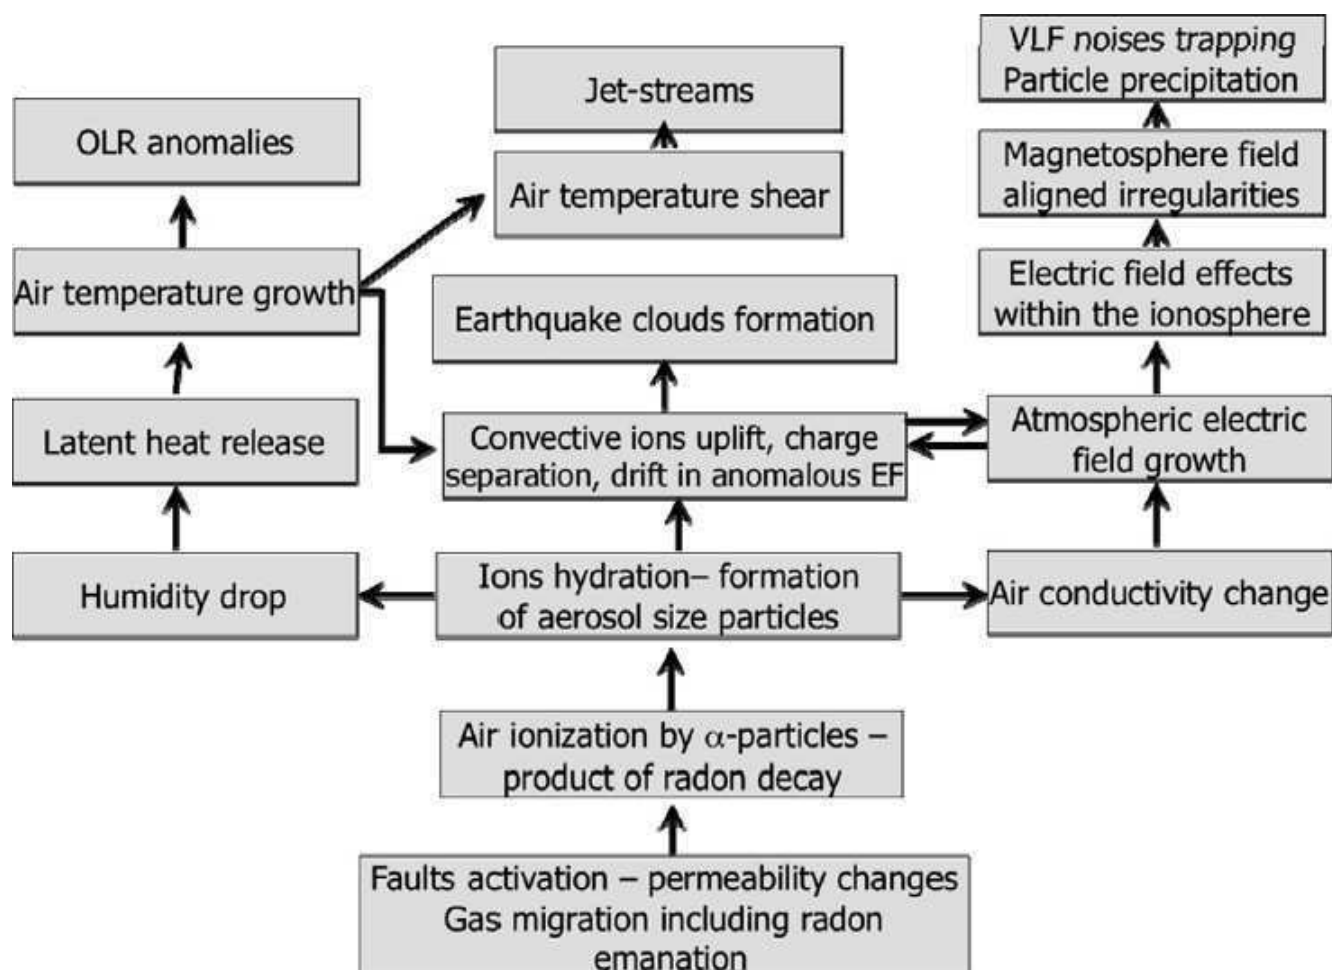 VLF noises trapping
Particle precipitation
Jet-streams
OLR anomalies
Magnetosphere field
aligned irregularities
Air temperature shear
Air temperature growth
Electric field effects
within the ionosphere
Earthquake clouds formation
Latent heat release
Convective ions uplift, charge
separation, drift in anomalous EF
Atmospheric electric
field growth
Humidity drop
Ions hydration– formation
of aerosol size particles
Air conductivity change
Air ionization by α-particles –
product of radon decay
Faults activation – permeability changes
Gas migration including radon
emanation